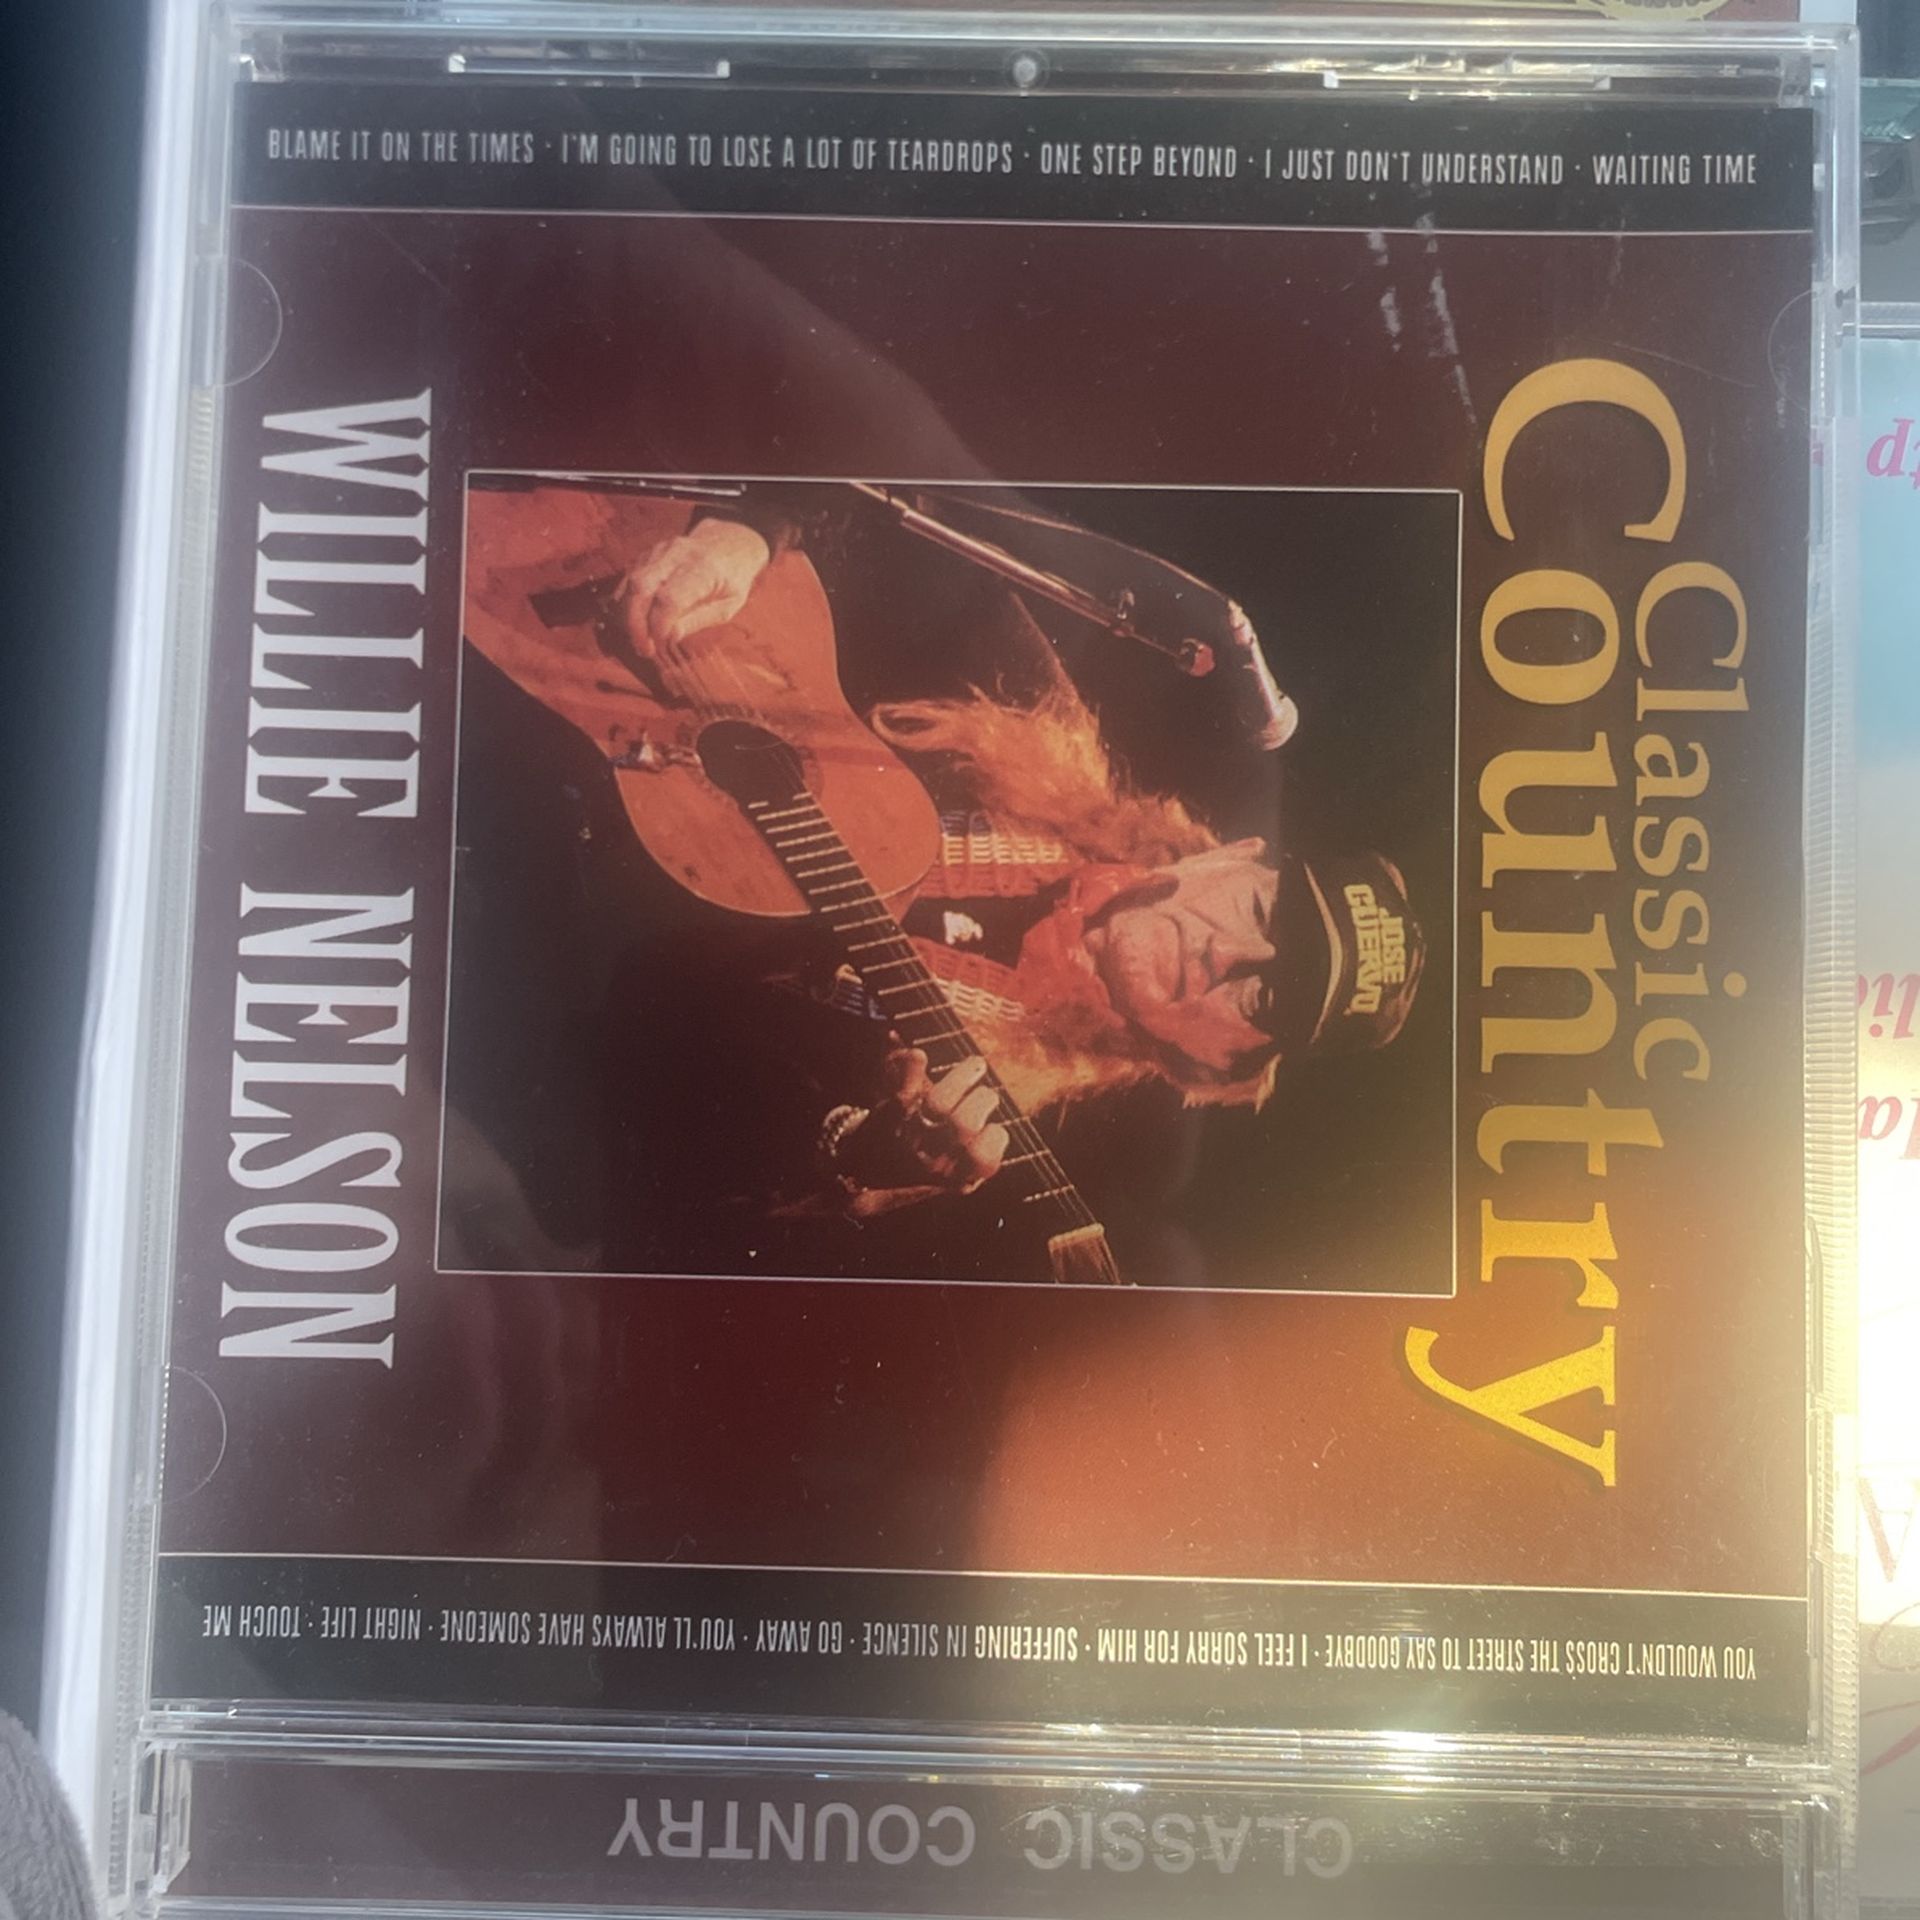 BLAME IT ON THE TIMES · I'M GOING TO LOSE A LOT OF TEARDROPS · ONE STEP BEYOND · I JUST DON'T UNDERSTAND · WAITING TIME
Classic
Country
JOSE
CUERVO
WILLIE NELSON
YOU WOULDN'T CROSS THE STREET TO SAY GOODBYE · I FEEL SORRY FOR HIM · SUFFERING IN SILENCE · GO AWAY · YOU'LL ALWAYS HAVE SOMEONE · NIGHT LIFE · TOUCH ME
CLASSIC COUNTRY